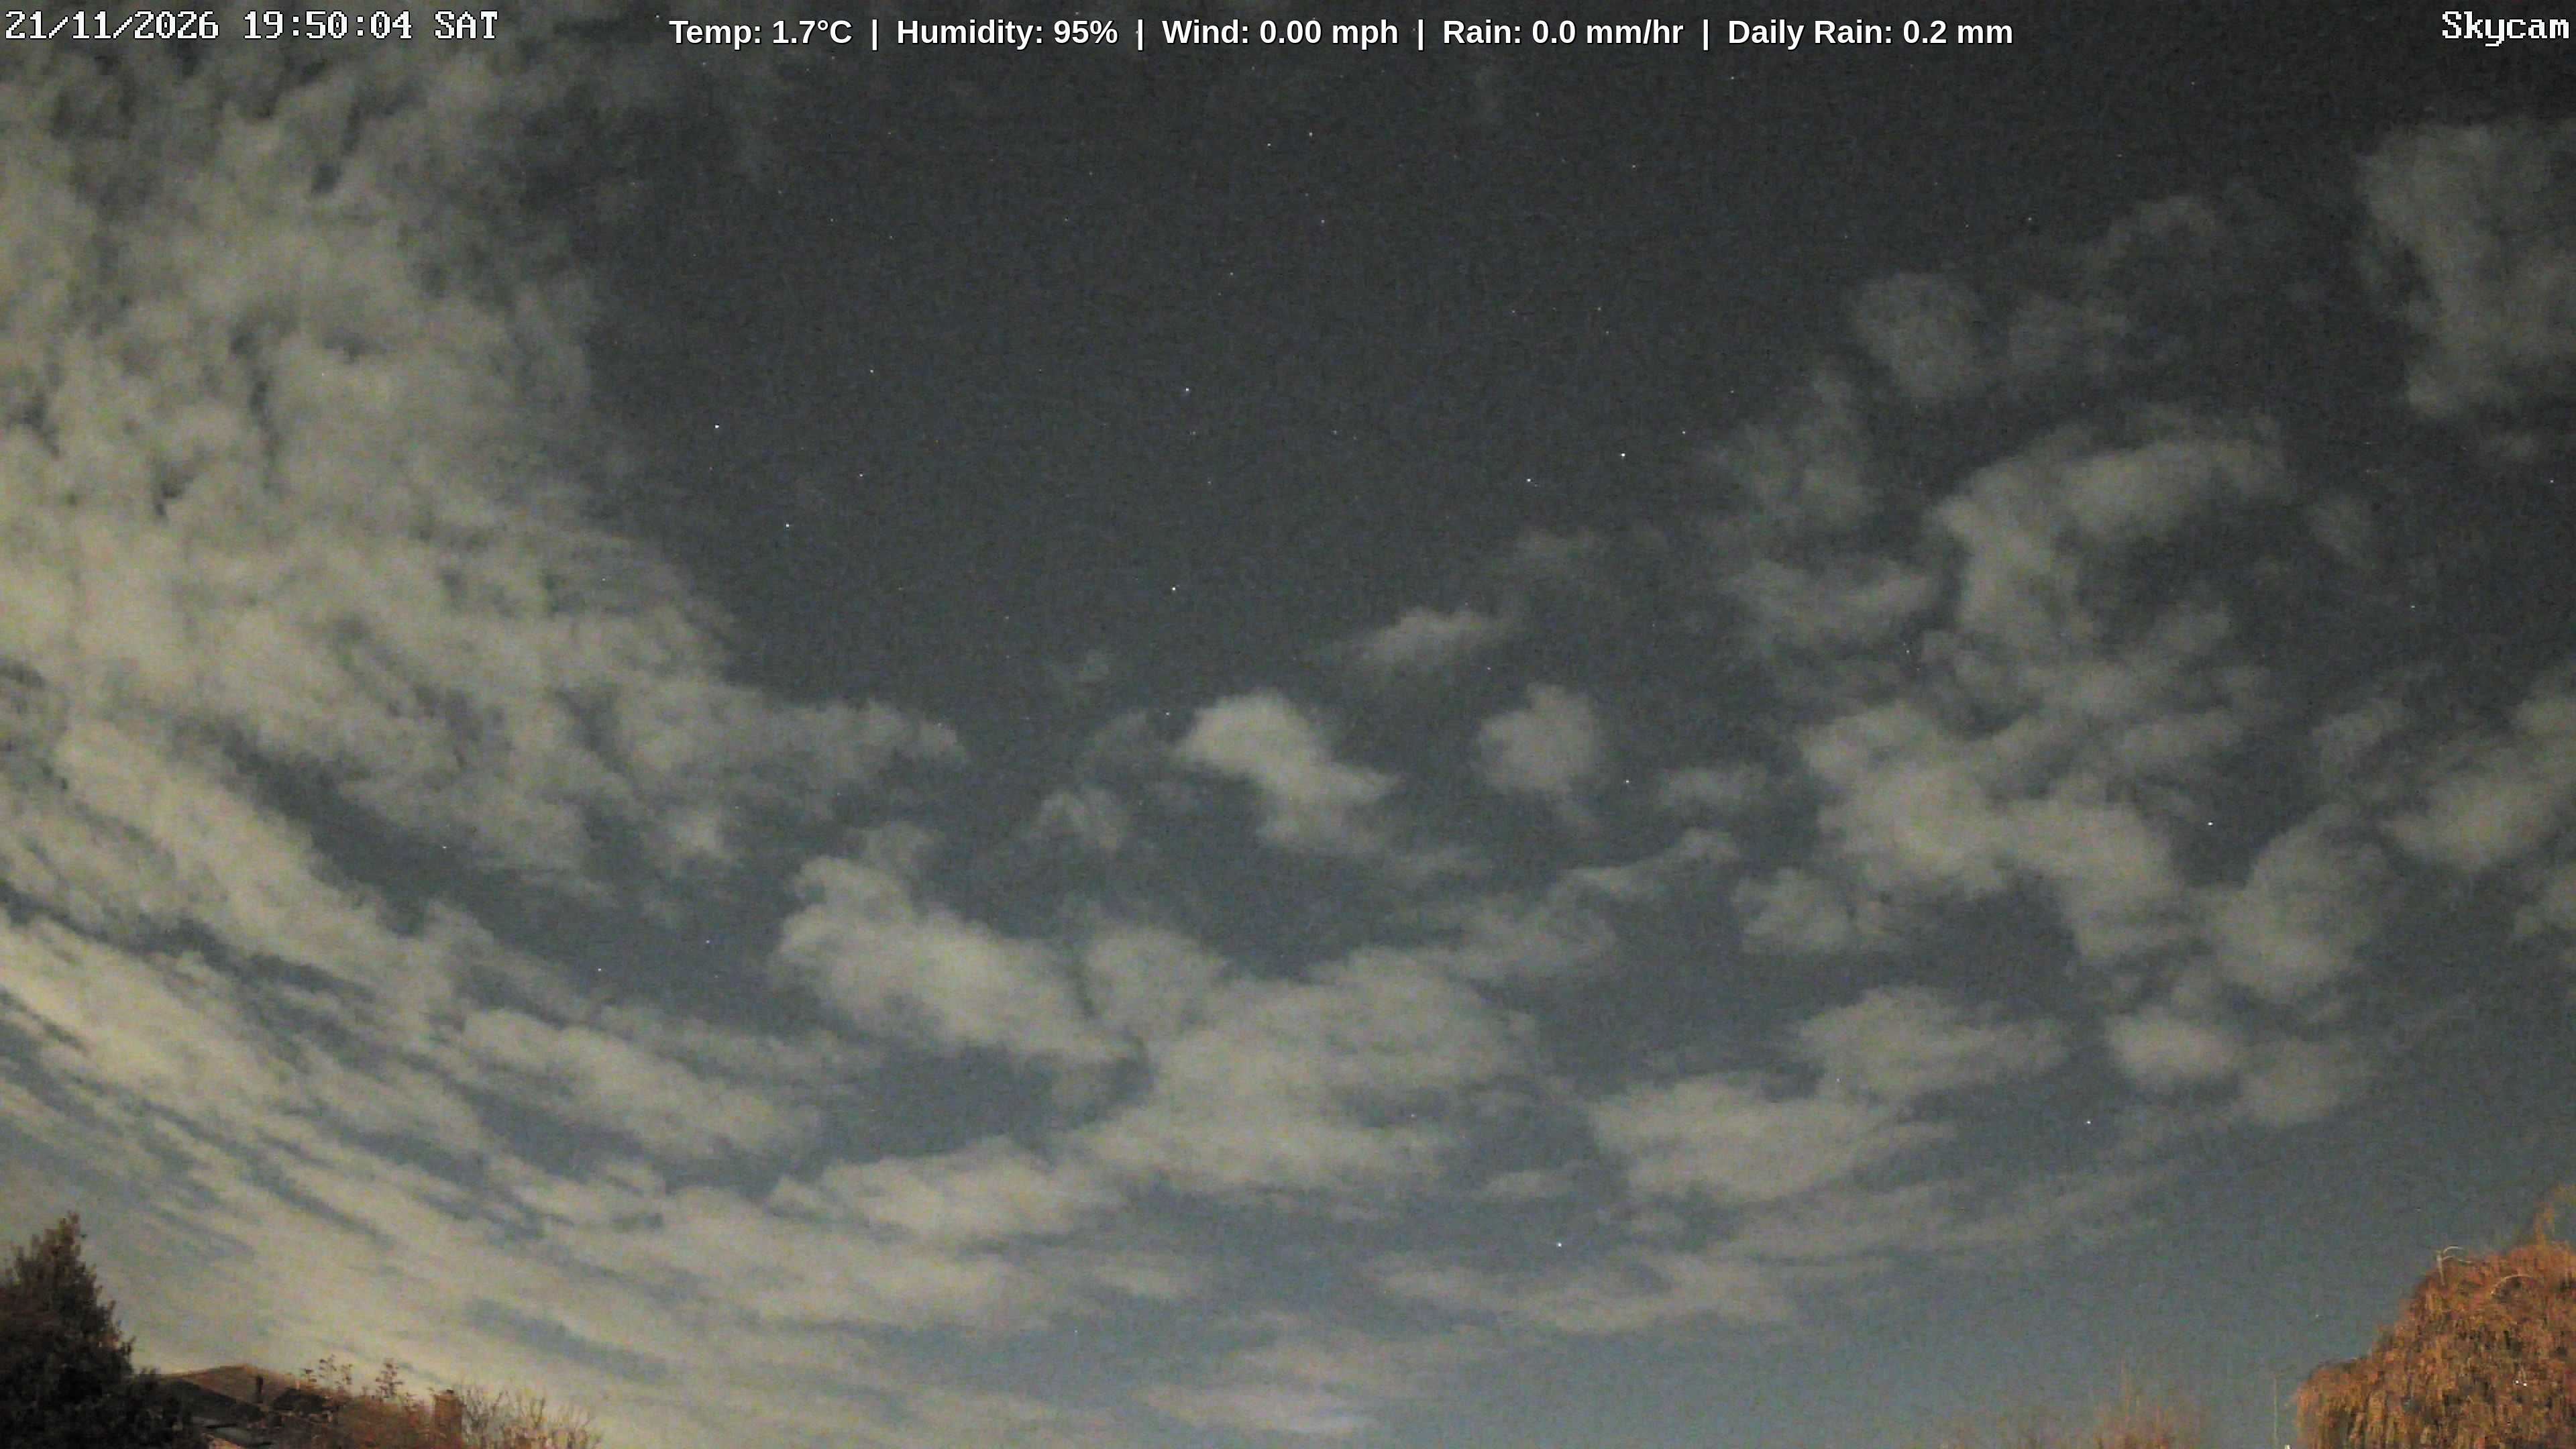 21/11/2026 19:50:04 SAT
Temp: 1.7°C | Humidity: 95% | Wind: 0.00 mph | Rain: 0.0 mm/hr | Daily Rain: 0.2 mm
Skycam